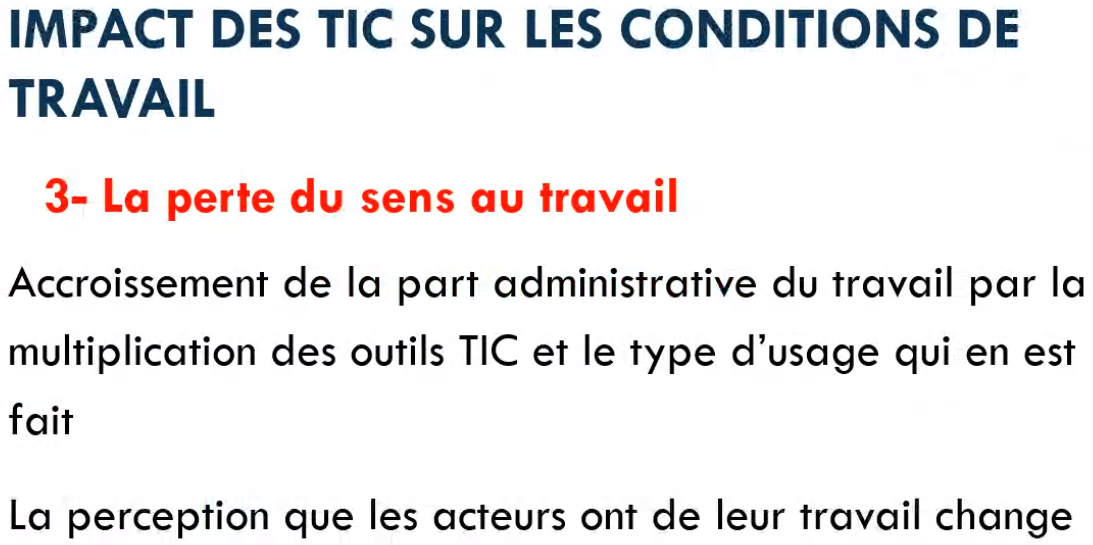 IMPACT DES TIC SUR LES CONDITIONS DE
TRAVAIL
3- La perte du sens au travail
Accroissement de la part administrative du travail par la
multiplication des outils TIC et le type d’usage qui en est
fait
La perception que les acteurs ont de leur travail change